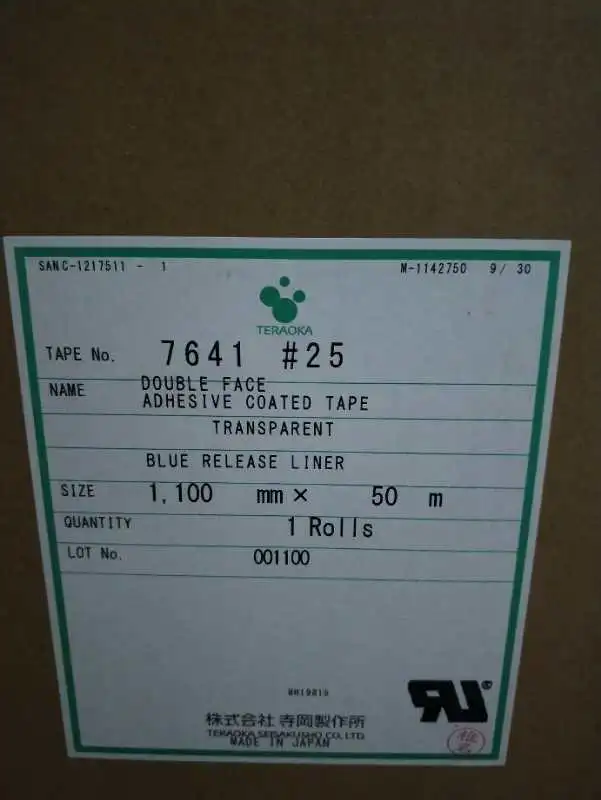 SANC-1217511 - 1
M-1142750 9/ 30
TERAOKA
TAPE No. 7641 #25
NAME DOUBLE FACE
ADHESIVE COATED TAPE
TRANSPARENT
BLUE RELEASE LINER
SIZE 1,100 mm × 50 m
QUANTITY 1 Rolls
LOT No. 001100
株式会社 寺岡製作所
TERAOKA SEISAKUSHO CO., LTD.
MADE IN JAPAN